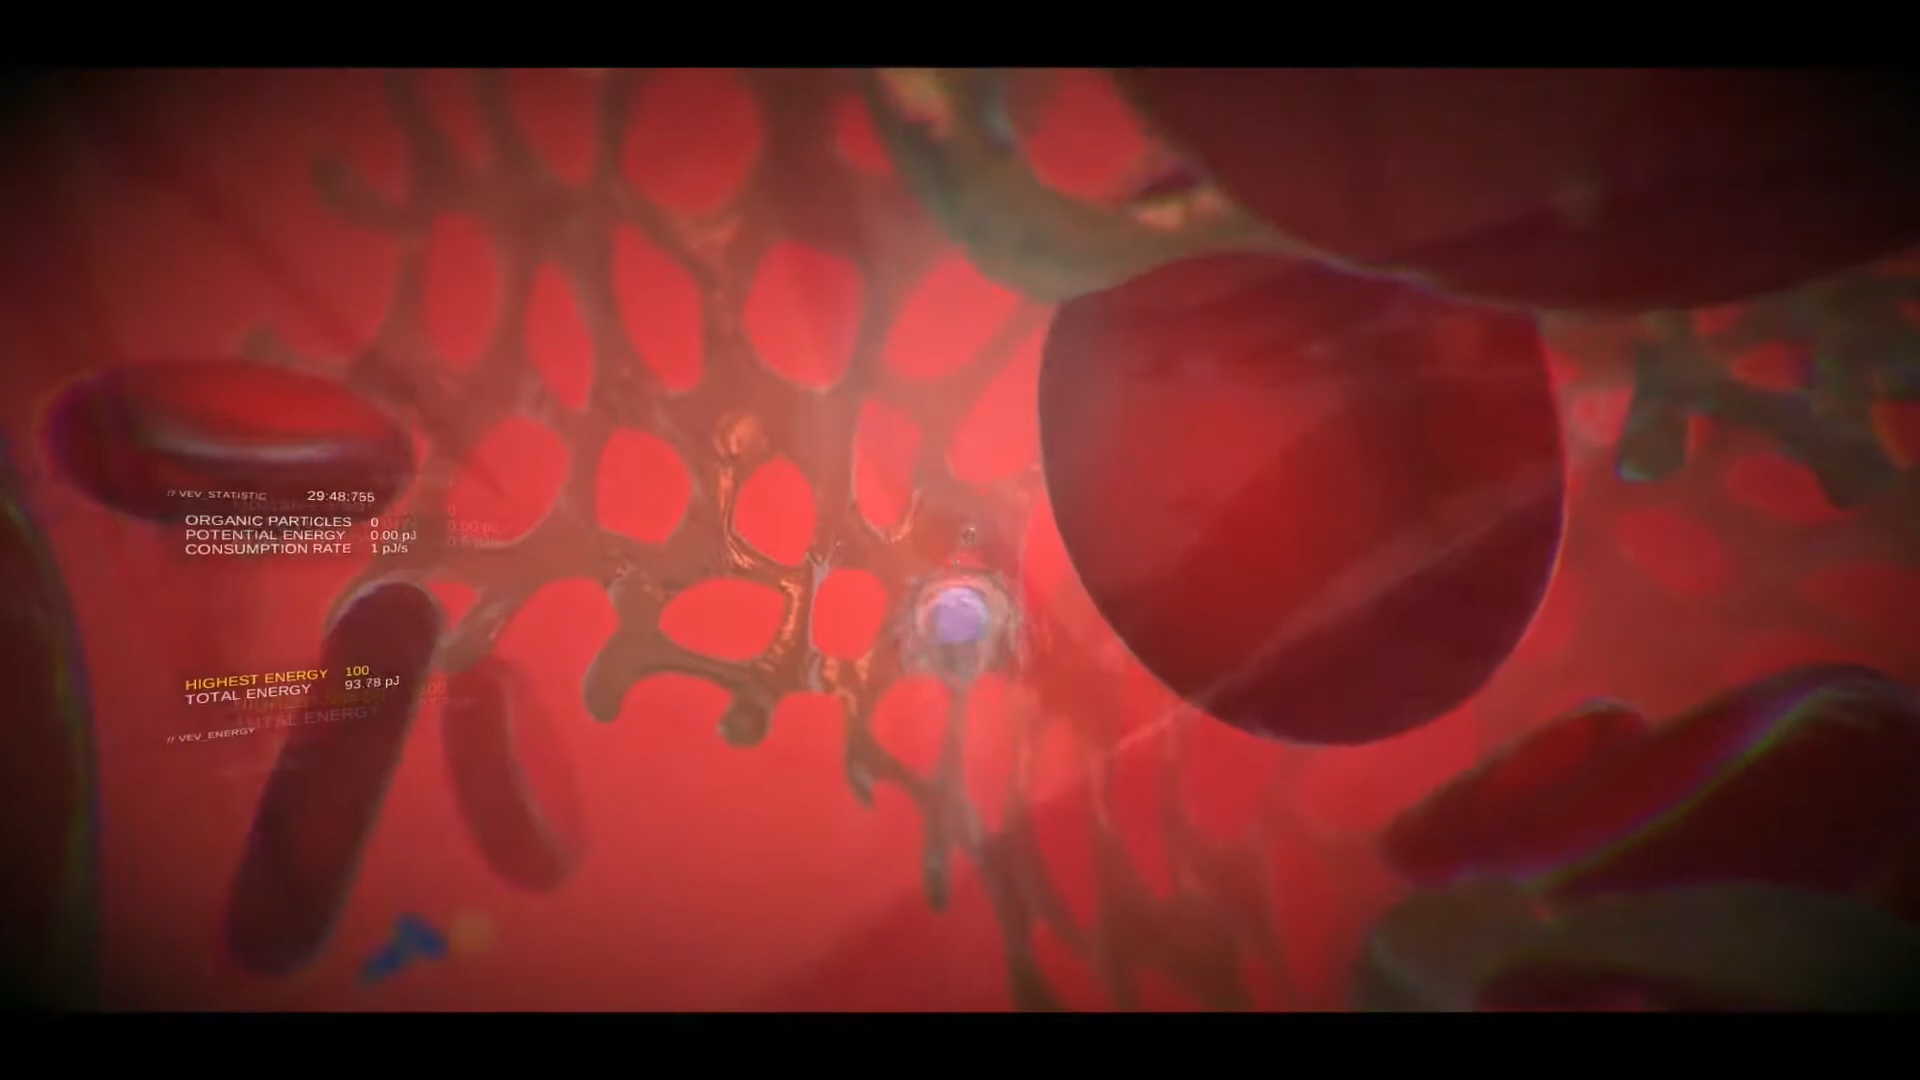 // VEV_STATISTIC 29:48:755
ORGANIC PARTICLES 0
POTENTIAL ENERGY 0.00 pJ
CONSUMPTION RATE 1 pJ/s
HIGHEST ENERGY 100
TOTAL ENERGY 93.78 pJ
// VEV_ENERGY